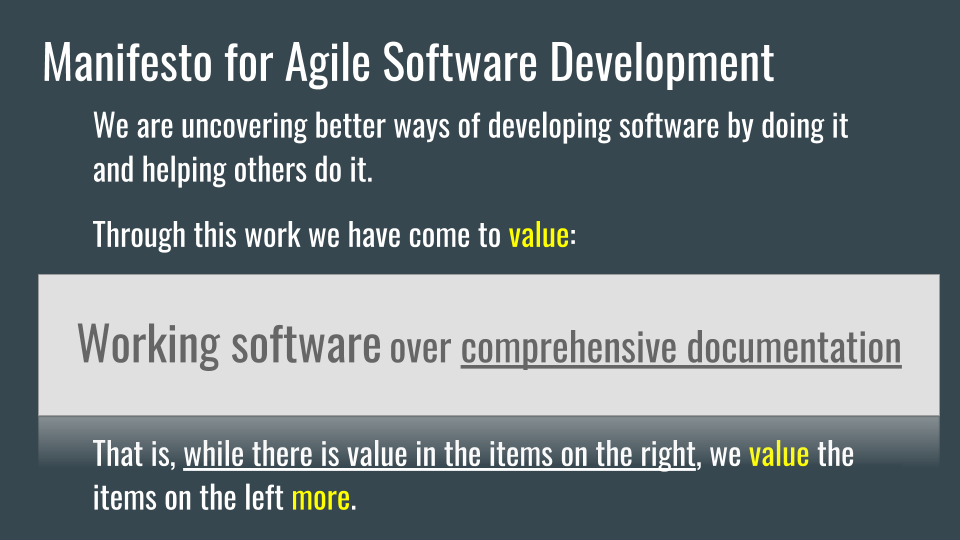 Manifesto for Agile Software Development
We are uncovering better ways of developing software by doing it
and helping others do it.
Through this work we have come to value:
Working software over comprehensive documentation
That is, while there is value in the items on the right, we value the
items on the left more.